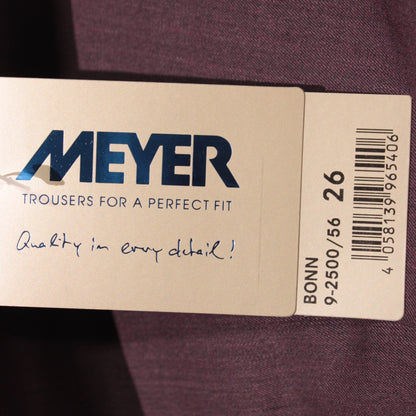 MEYER
TROUSERS FOR A PERFECT FIT
Quality in every detail!
BONN
9-2500/56 26
4 058139 965406